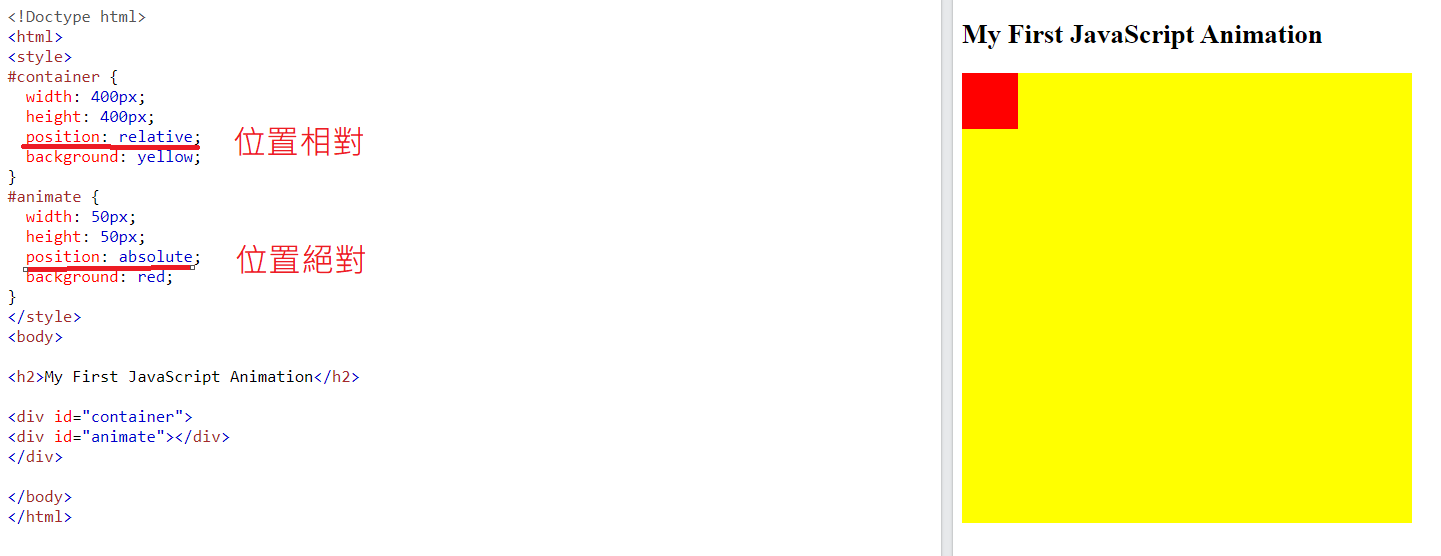 <!Doctype html>
<html>
<style>
#container {
  width: 400px;
  height: 400px;
  position: relative;
位置相對
  background: yellow;
}
#animate {
  width: 50px;
  height: 50px;
  position: absolute;
位置絕對
  background: red;
}
</style>
<body>
<h2>My First JavaScript Animation</h2>
<div id="container">
<div id="animate"></div>
</div>
</body>
</html>
My First JavaScript Animation